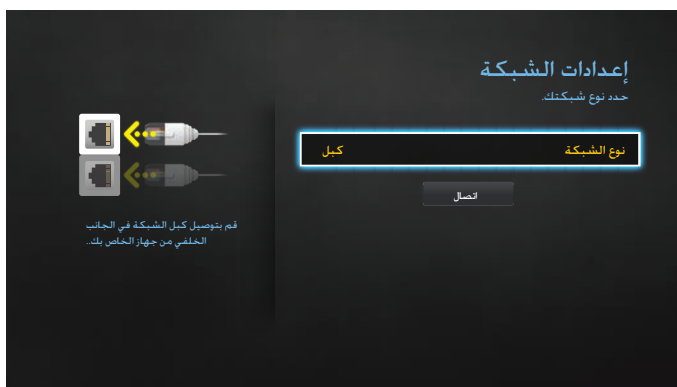 إعدادات الشبكة
حدد نوع شبكتك.
نوع الشبكة كبل
اتصال
قم بتوصيل كبل الشبكة في الجانب
الخلفي من جهاز الخاص بك..